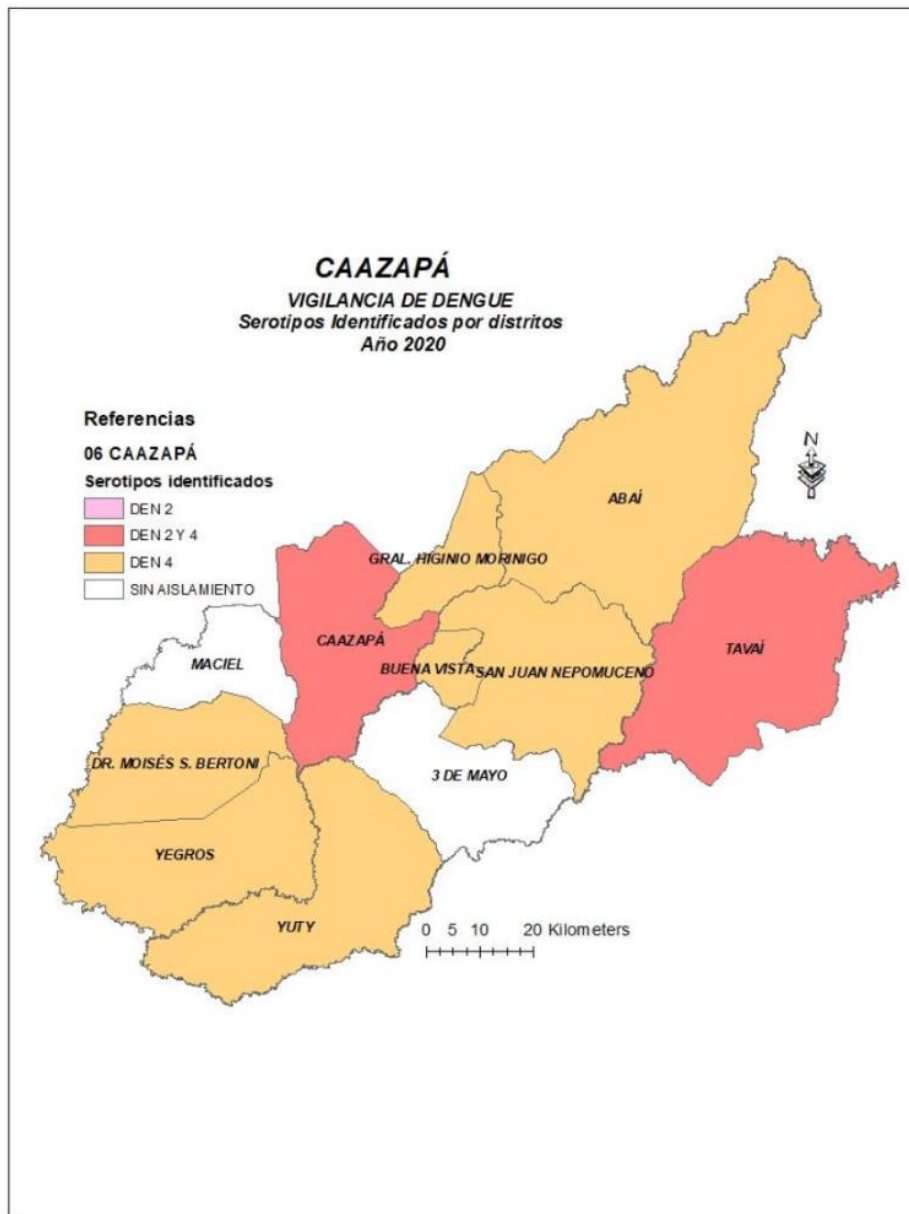 CAAZAPÁ
VIGILANCIA DE DENGUE
Serotipos Identificados por distritos
Año 2020
Referencias
06 CAAZAPÁ
Serotipos identificados
DEN 2
DEN 2 Y 4
DEN 4
SIN AISLAMIENTO
N
ABAÍ
GRAL. HIGINIO MORINIGO
CAAZAPÁ
TAVAÍ
MACIEL
BUENA VISTA
SAN JUAN NEPOMUCENO
DR. MOISÉS S. BERTONI
3 DE MAYO
YEGROS
YUTY
0 5 10 20 Kilometers